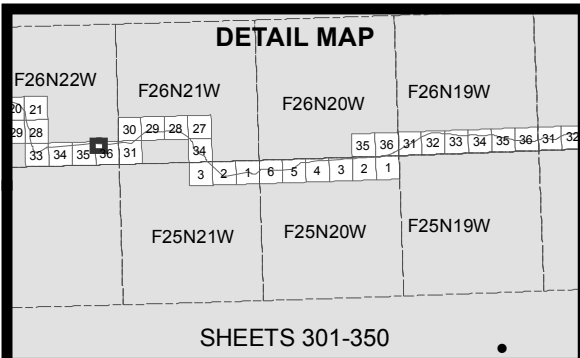 DETAIL MAP
F26N22W
F26N21W
F26N20W
F26N19W
20 21
29 28
30 29 28 27
33 34 35 36 31
34
35 36 31 32 33 34 35 36 31 32
3 2 1 6 5 4 3 2 1
F25N21W
F25N20W
F25N19W
SHEETS 301-350